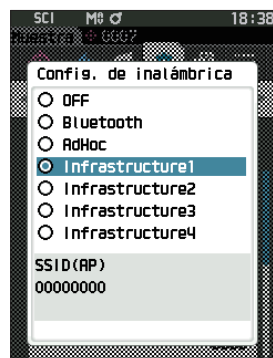 SCI M0 18:38
Muestra 0007
Config. de inalámbrica
OFF
Bluetooth
AdHoc
Infrastructure1
Infrastructure2
Infrastructure3
Infrastructure4
SSID(AP)
00000000